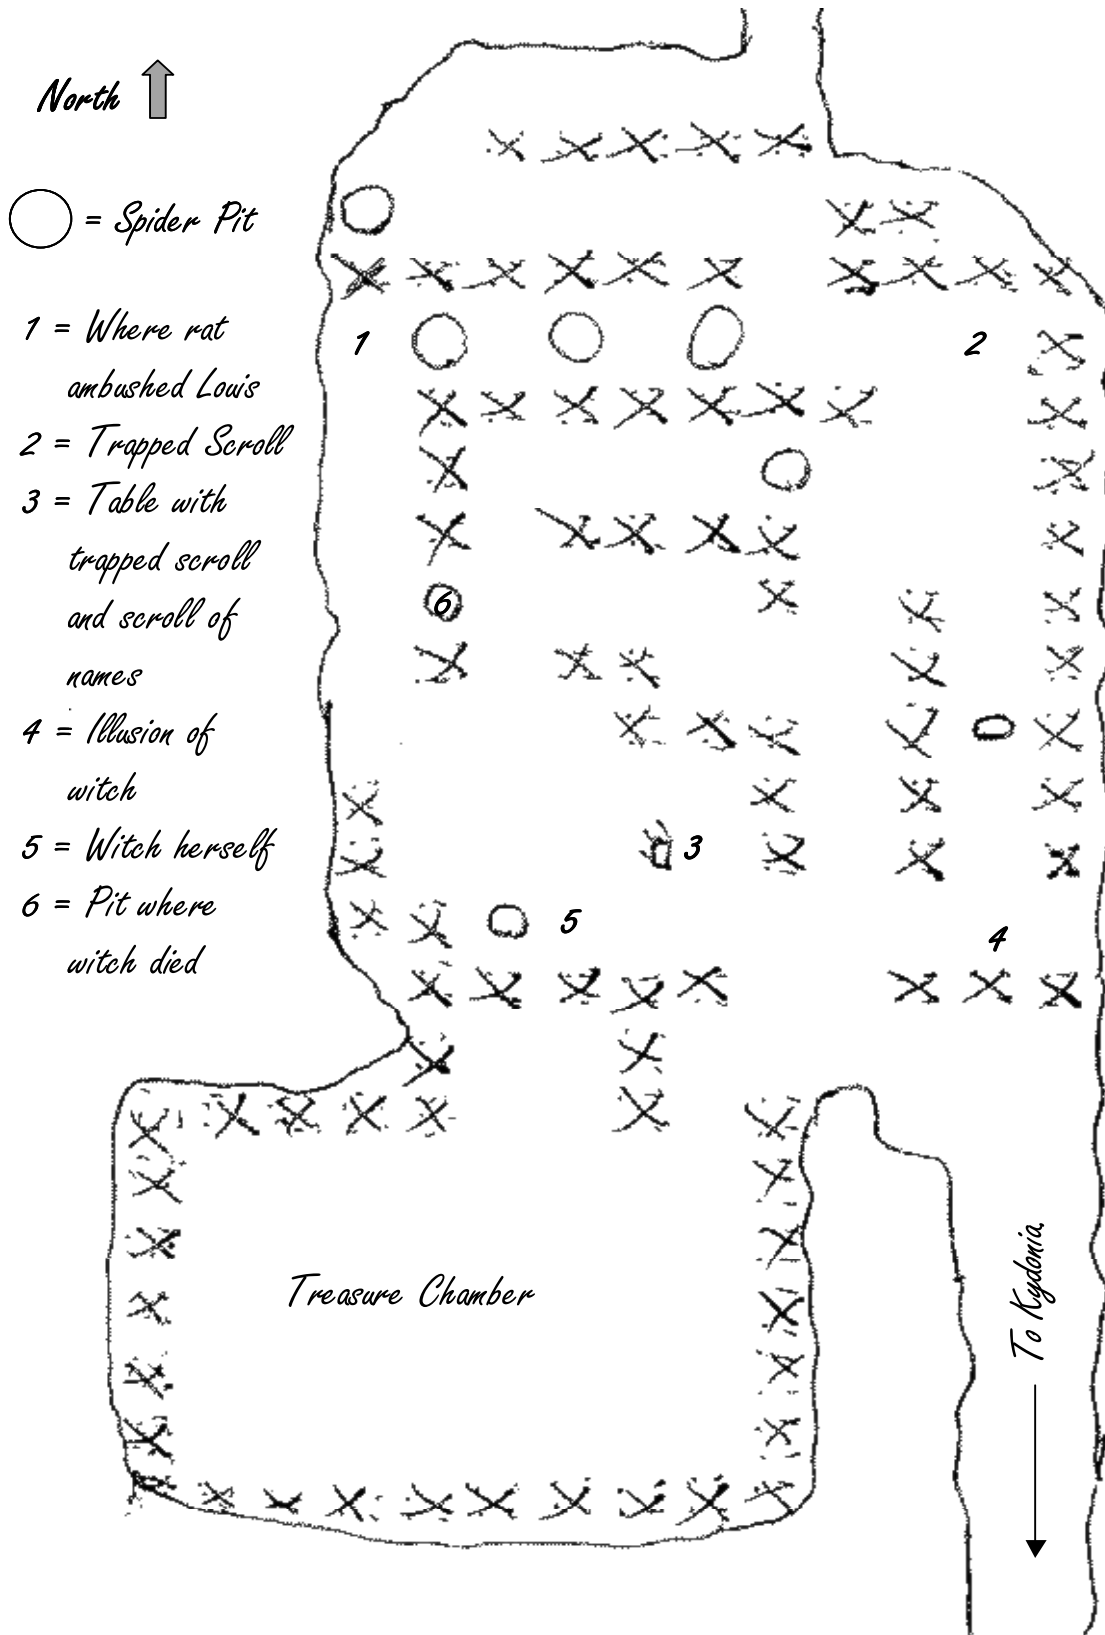 North
= Spider Pit
1 = Where rat
ambushed Louis
2 = Trapped Scroll
3 = Table with
trapped scroll
and scroll of
names
4 = Illusion of
witch
5 = Witch herself
6 = Pit where
witch died
1
2
6
3
5
4
Treasure Chamber
To Kydonia